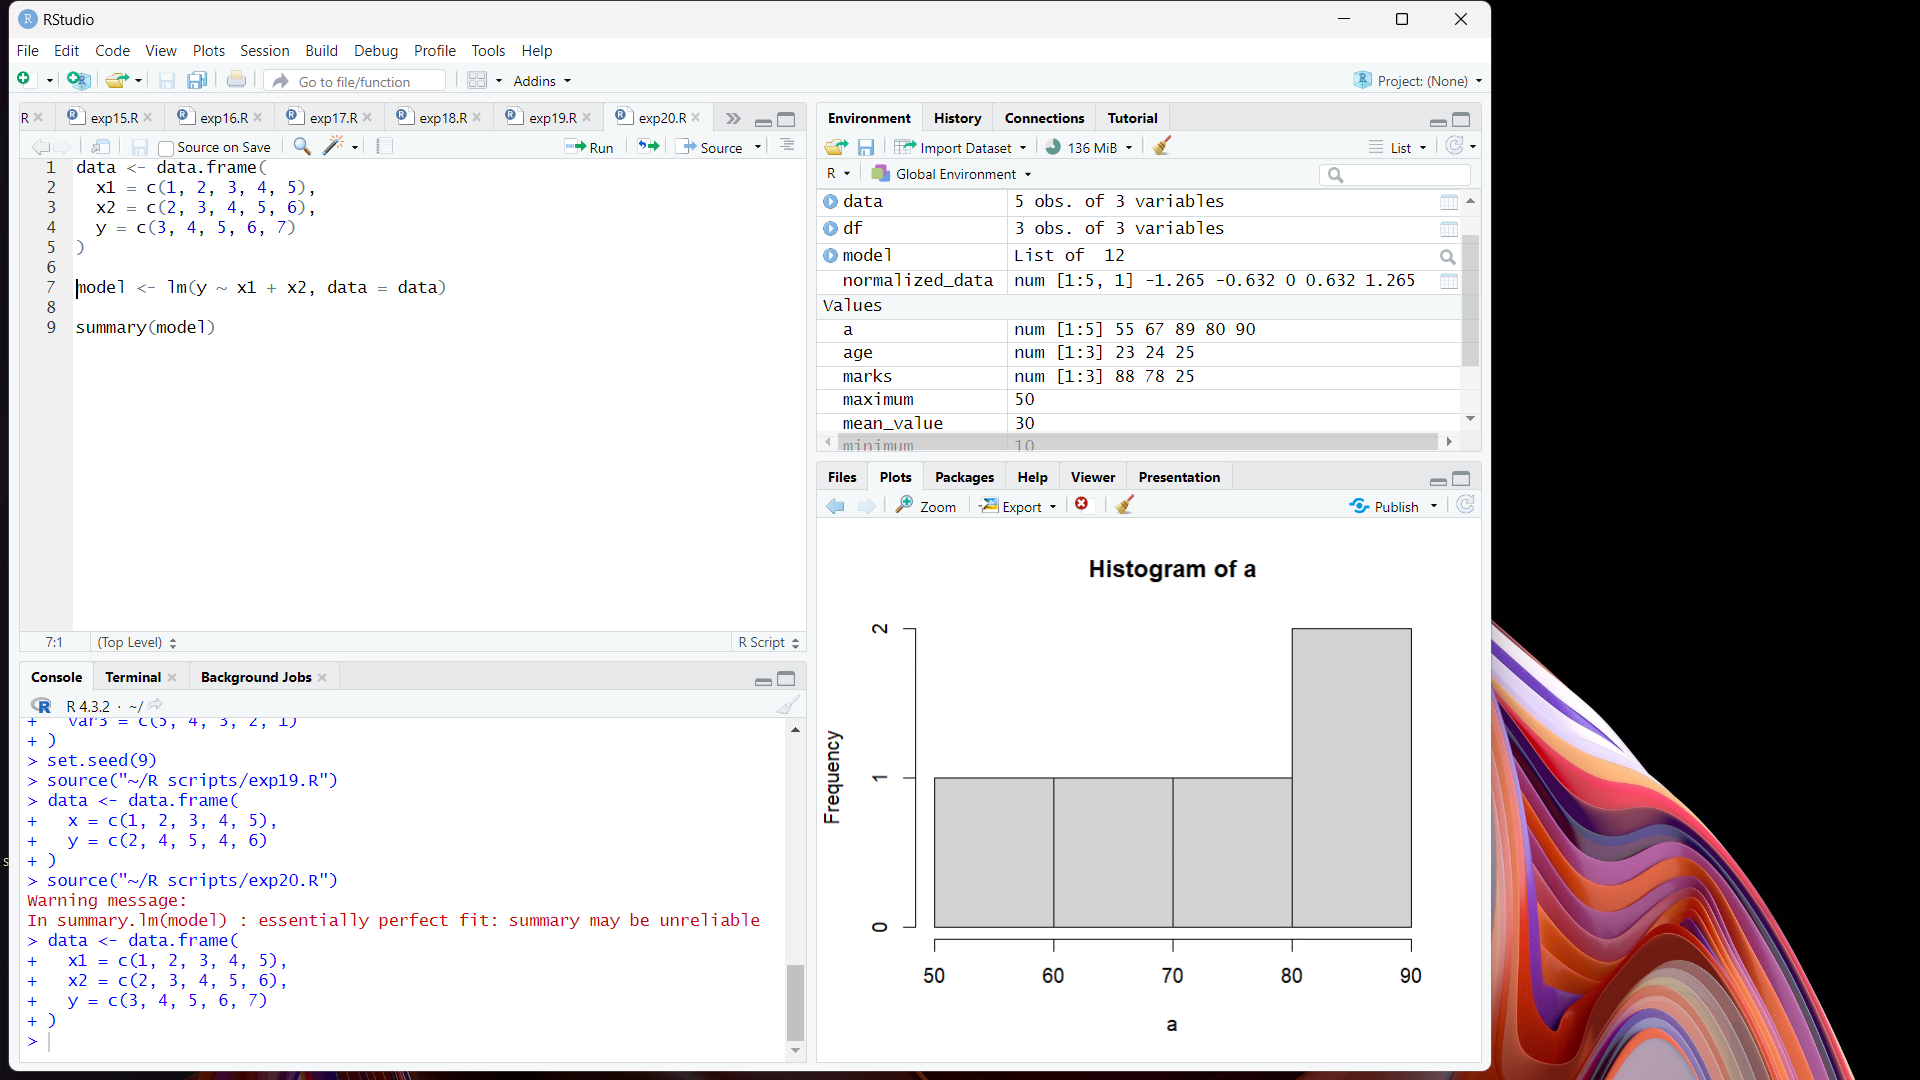 RStudio
File Edit Code View Plots Session Build Debug Profile Tools Help
Go to file/function Addins Project: (None)
R exp15.R exp16.R exp17.R exp18.R exp19.R exp20.R
Source on Save Run Source
1 data <- data.frame(
2   x1 = c(1, 2, 3, 4, 5),
3   x2 = c(2, 3, 4, 5, 6),
4   y = c(3, 4, 5, 6, 7)
5 )
6
7 model <- lm(y ~ x1 + x2, data = data)
8
9 summary(model)
7:1 (Top Level) R Script
Console Terminal Background Jobs
R 4.3.2 · ~/
+   var3 = c(5, 4, 3, 2, 1)
+ )
> set.seed(9)
> source("~/R scripts/exp19.R")
> data <- data.frame(
+   x = c(1, 2, 3, 4, 5),
+   y = c(2, 4, 5, 4, 6)
+ )
> source("~/R scripts/exp20.R")
Warning message:
In summary.lm(model) : essentially perfect fit: summary may be unreliable
> data <- data.frame(
+   x1 = c(1, 2, 3, 4, 5),
+   x2 = c(2, 3, 4, 5, 6),
+   y = c(3, 4, 5, 6, 7)
+ )
>
Environment History Connections Tutorial
Import Dataset 136 MiB List
R Global Environment
data 5 obs. of 3 variables
df 3 obs. of 3 variables
model List of  12
normalized_data num [1:5, 1] -1.265 -0.632 0 0.632 1.265
Values
a num [1:5] 55 67 89 80 90
age num [1:3] 23 24 25
marks num [1:3] 88 78 25
maximum 50
mean_value 30
minimum 10
Files Plots Packages Help Viewer Presentation
Zoom Export Publish
Histogram of a
Frequency
2
1
0
50 60 70 80 90
a
s